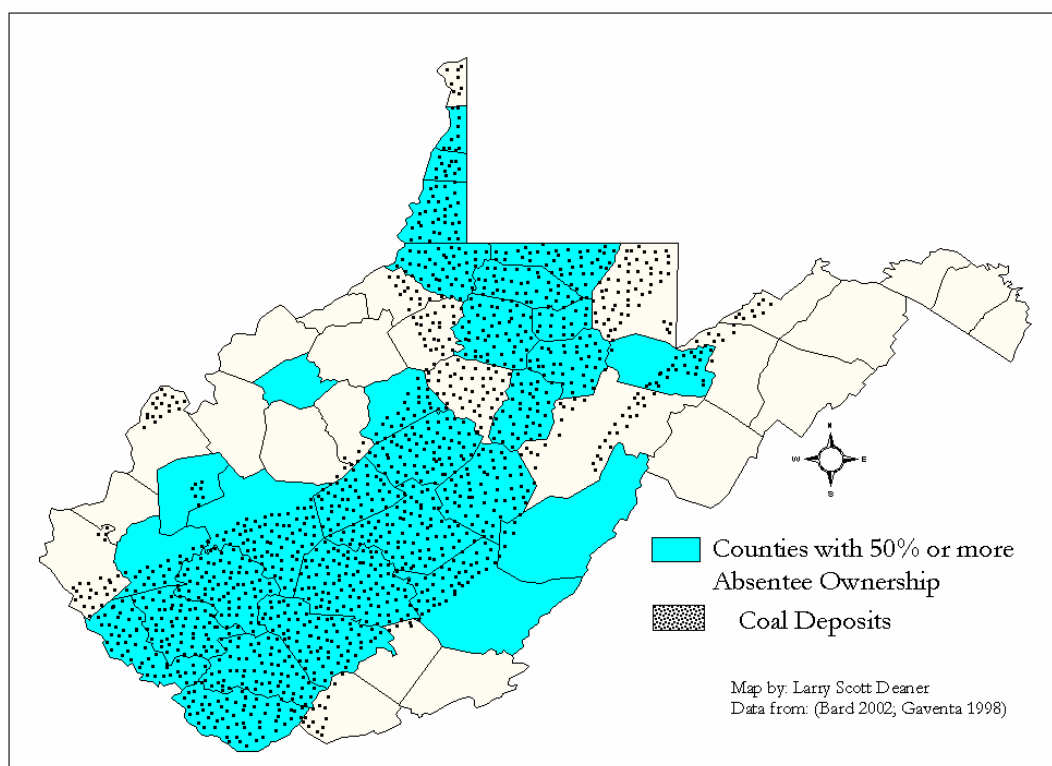 N
W E
S
Counties with 50% or more
Absentee Ownership
Coal Deposits
Map by: Larry Scott Deaner
Data from: (Bard 2002; Gaventa 1998)